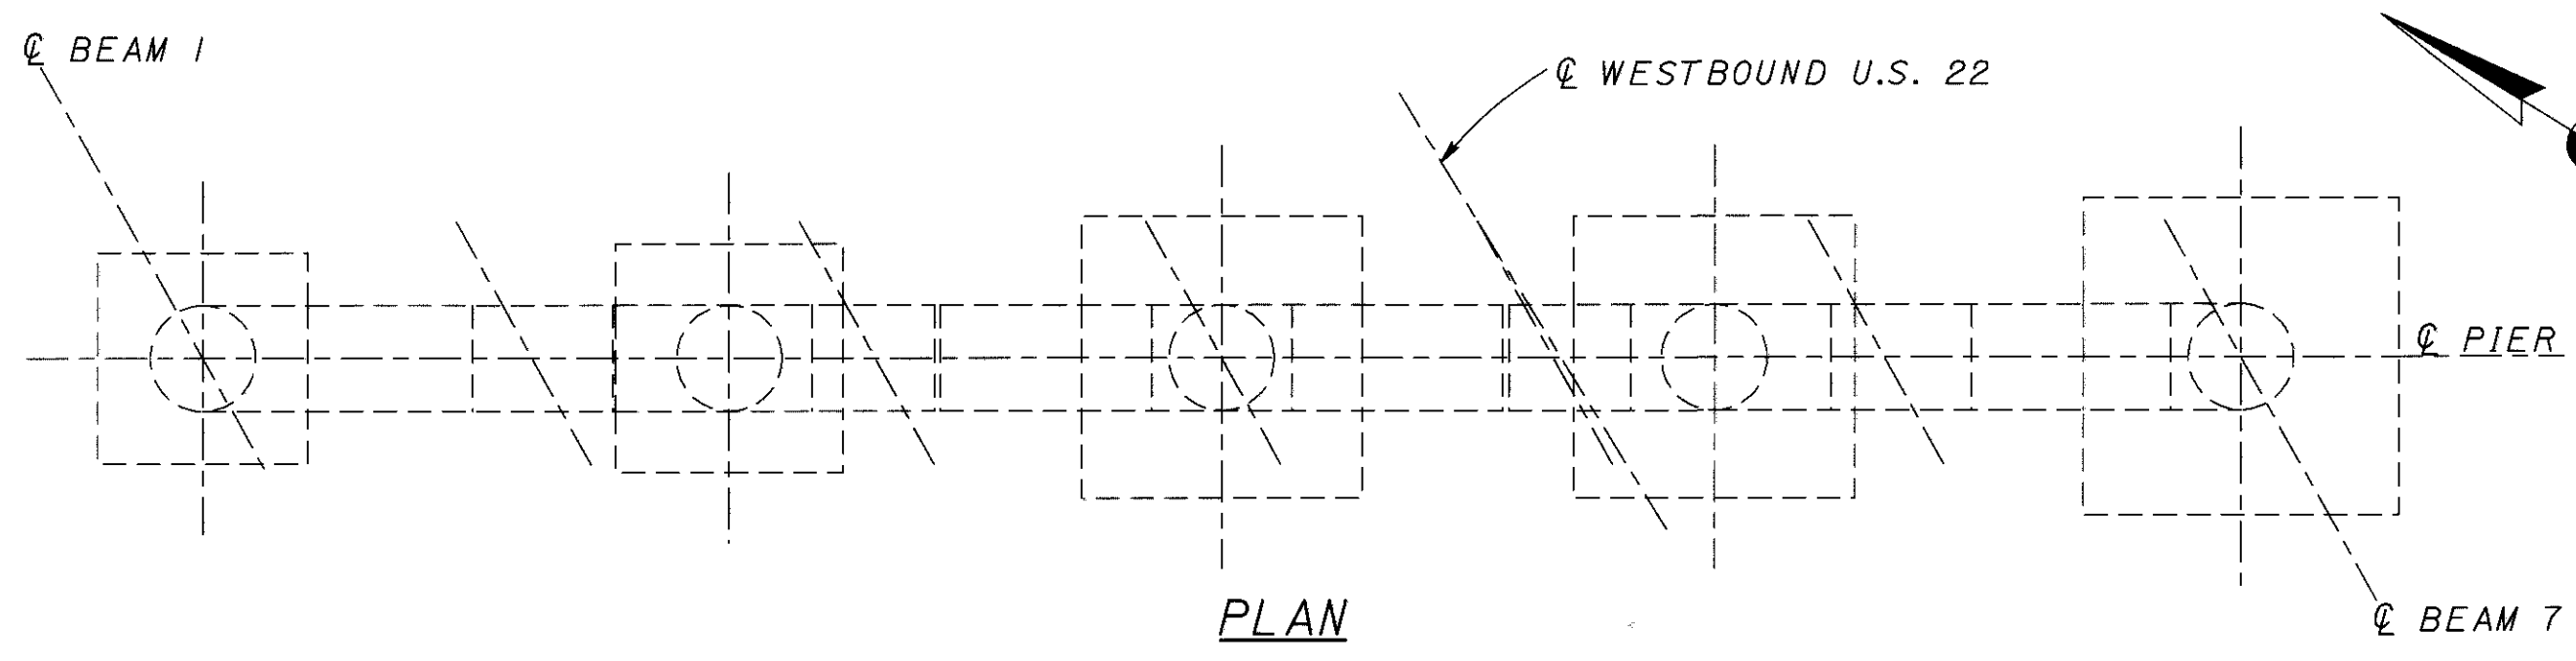 ℄ BEAM 1
℄ WESTBOUND U.S. 22
℄ PIER
PLAN
℄ BEAM 7